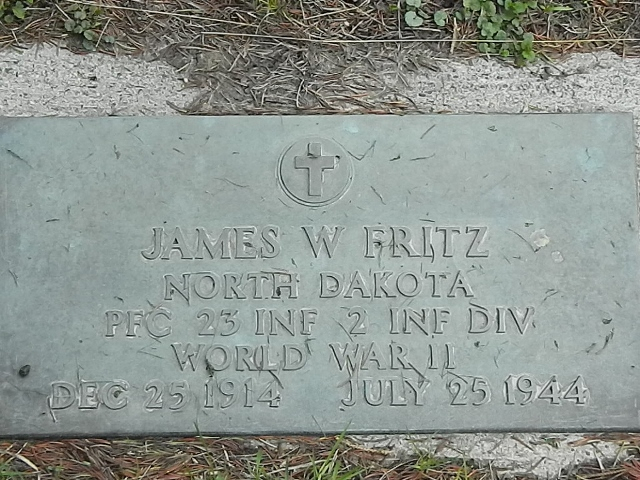 JAMES W FRITZ
NORTH DAKOTA
PFC 23 INF 2 INF DIV
WORLD WAR II
DEC 25 1914 JULY 25 1944